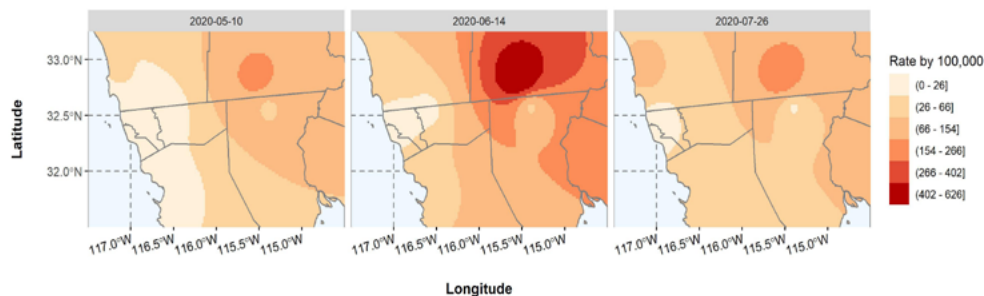 2020-05-10
2020-06-14
2020-07-26
33.0°N
32.5°N
32.0°N
Latitude
117.0°W 116.5°W 116.0°W 115.5°W 115.0°W
117.0°W 116.5°W 116.0°W 115.5°W 115.0°W
117.0°W 116.5°W 116.0°W 115.5°W 115.0°W
Longitude
Rate by 100,000
(0 - 26]
(26 - 66]
(66 - 154]
(154 - 266]
(266 - 402]
(402 - 626]